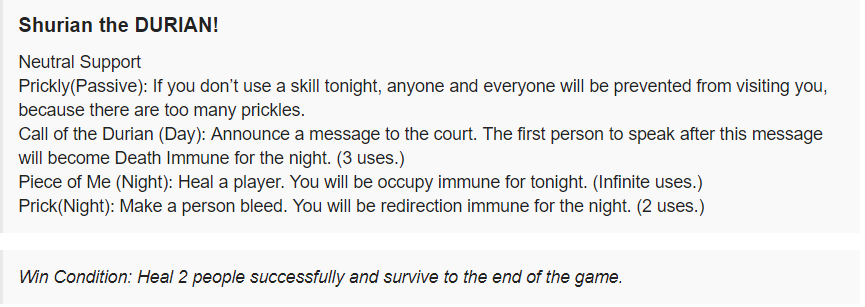 Shurian the DURIAN!
Neutral Support
Prickly(Passive): If you don’t use a skill tonight, anyone and everyone will be prevented from visiting you,
because there are too many prickles.
Call of the Durian (Day): Announce a message to the court. The first person to speak after this message
will become Death Immune for the night. (3 uses.)
Piece of Me (Night): Heal a player. You will be occupy immune for tonight. (Infinite uses.)
Prick(Night): Make a person bleed. You will be redirection immune for the night. (2 uses.)
Win Condition: Heal 2 people successfully and survive to the end of the game.